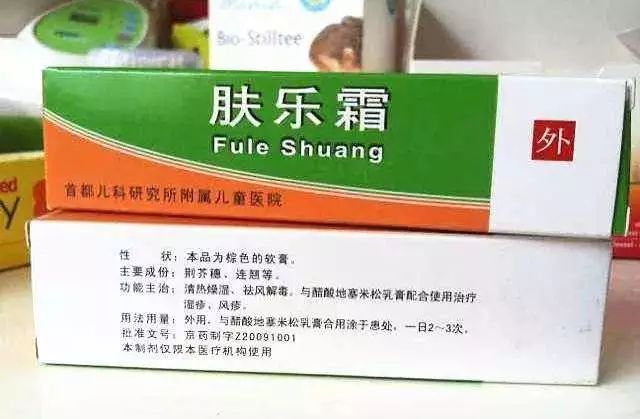 Bio-Stilltee
肤乐霜
Fule Shuang
外
首都儿科研究所附属儿童医院
性 状：本品为棕色的软膏。
主要成份：荆芥穗、连翘等。
功能主治：清热燥湿、祛风解毒。与醋酸地塞米松乳膏配合使用治疗
湿疹、风疹。
用法用量：外用，与醋酸地塞米松乳膏合用涂于患处，一日2～3次。
批准文号：京药制字Z20091001
本制剂仅限本医疗机构使用